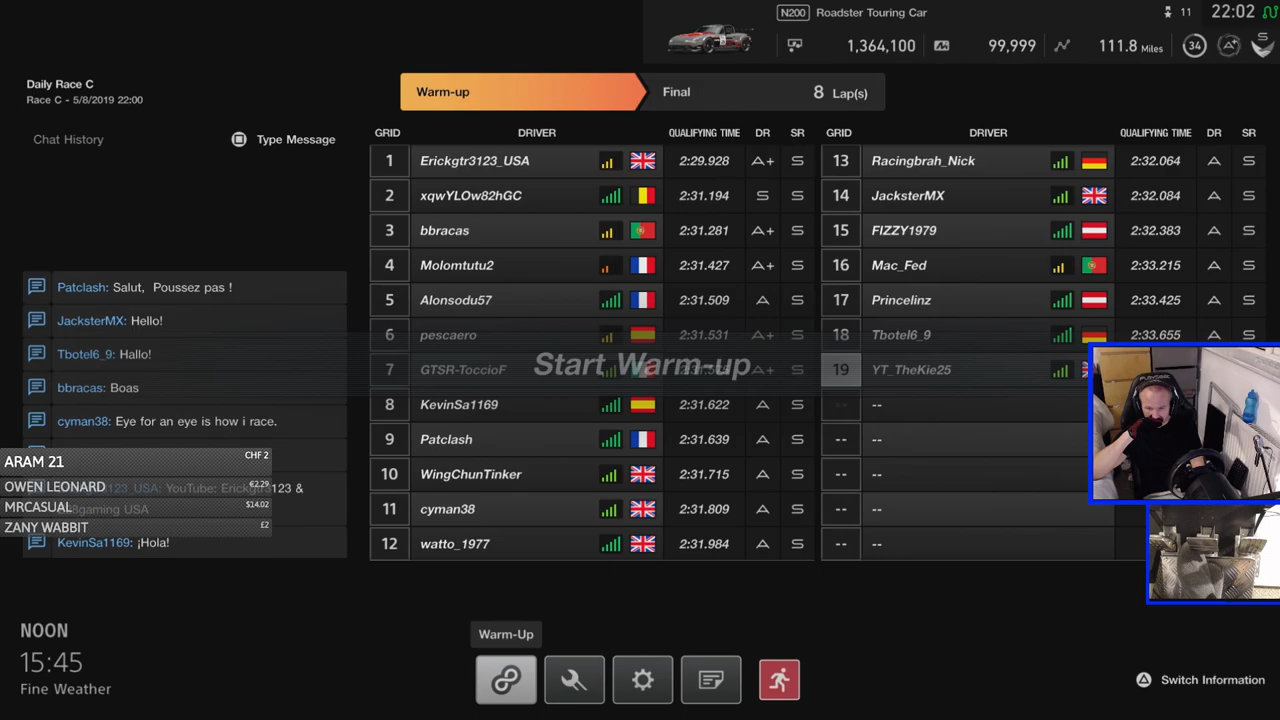 N200 Roadster Touring Car
11 22:02
1,364,100 99,999 111.8 Miles 34 A+ S
Daily Race C
Race C - 5/8/2019 22:00
Warm-up
Final 8 Lap(s)
Chat History Type Message
GRID DRIVER QUALIFYING TIME DR SR
1 Erickgtr3123_USA 2:29.928 A+ S
2 xqwYLOw82hGC 2:31.194 S S
3 bbracas 2:31.281 A+ S
4 Molomtutu2 2:31.427 A+ S
5 Alonsodu57 2:31.509 A S
6 pescaero 2:31.531 A+ S
7 GTSR-ToccioF A+ S
8 KevinSa1169 2:31.622 A S
9 Patclash 2:31.639 A S
10 WingChunTinker 2:31.715 A S
11 cyman38 2:31.809 A S
12 watto_1977 2:31.984 A S
GRID DRIVER QUALIFYING TIME DR SR
13 Racingbrah_Nick 2:32.064 A S
14 JacksterMX 2:32.084 A S
15 FIZZY1979 2:32.383 A S
16 Mac_Fed 2:33.215 A S
17 Princelinz 2:33.425 A S
18 Tbotel6_9 2:33.655 A S
19 YT_TheKie25
-- --
-- --
-- --
-- --
-- --
Start Warm-up
Patclash: Salut, Poussez pas !
JacksterMX: Hello!
Tbotel6_9: Hallo!
bbracas: Boas
cyman38: Eye for an eye is how i race.
3123_USA: YouTube: Erickgtr3123 &
8gaming USA
KevinSa1169: ¡Hola!
ARAM 21 CHF 2
OWEN LEONARD €2.29
MRCASUAL $14.02
ZANY WABBIT £2
NOON
15:45
Fine Weather
Warm-Up
Switch Information